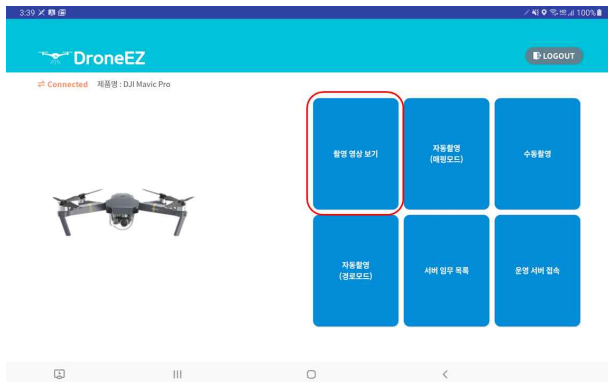 3:39
100%
DroneEZ
LOGOUT
Connected 제품명 : DJI Mavic Pro
촬영 영상 보기
자동촬영
(매핑모드)
수동촬영
자동촬영
(경로모드)
서버 임무 목록
운영 서버 접속